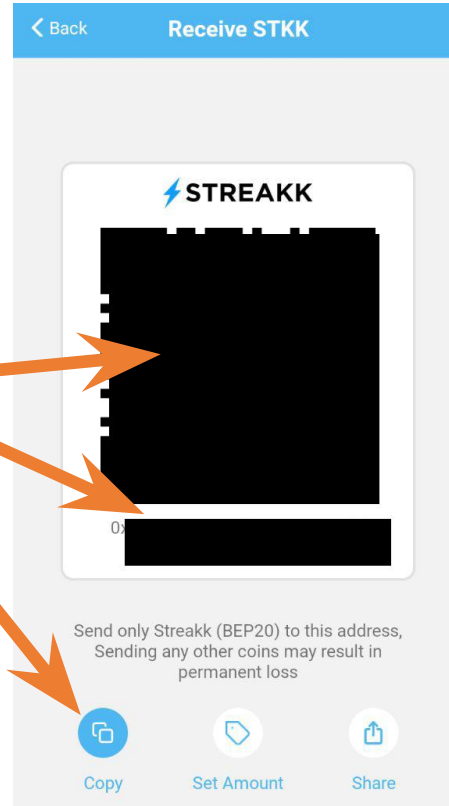 Back
Receive STKK
STREAKK
0x
Send only Streakk (BEP20) to this address,
Sending any other coins may result in
permanent loss
Copy
Set Amount
Share